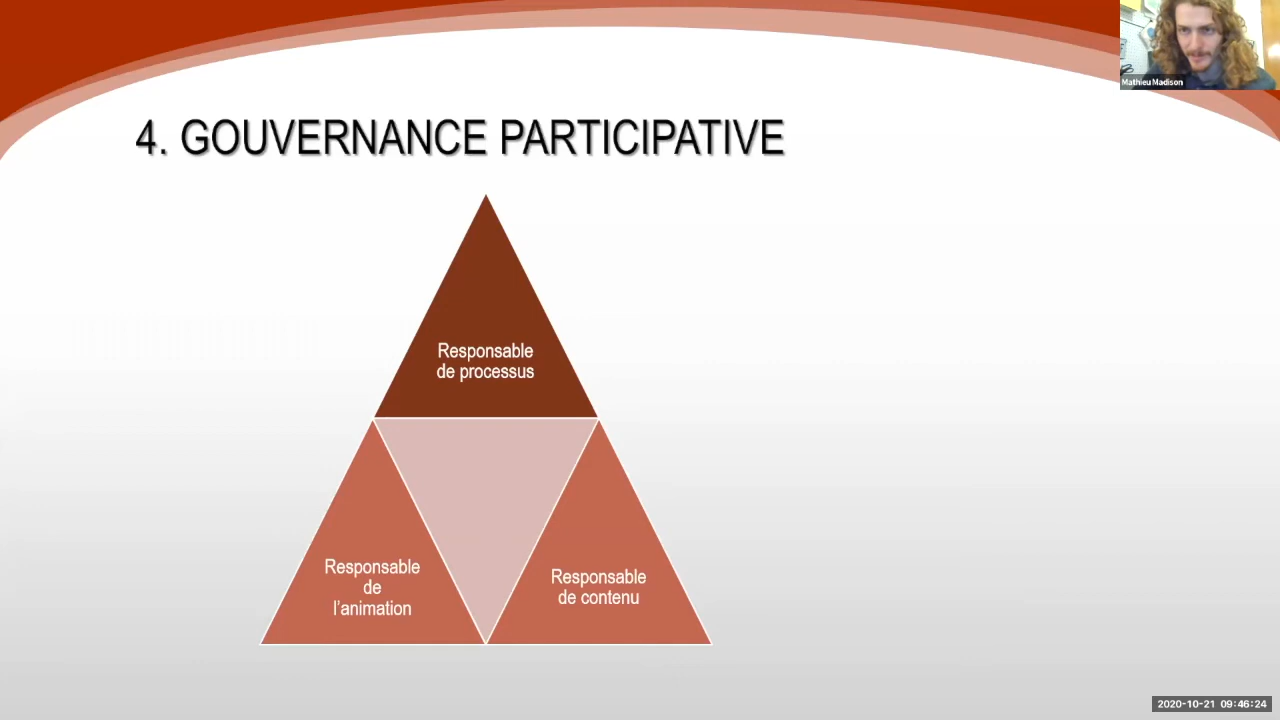 Mathieu Madison
4. GOUVERNANCE PARTICIPATIVE
Responsable
de processus
Responsable
de
l'animation
Responsable
de contenu
2020-10-21 09:46:24